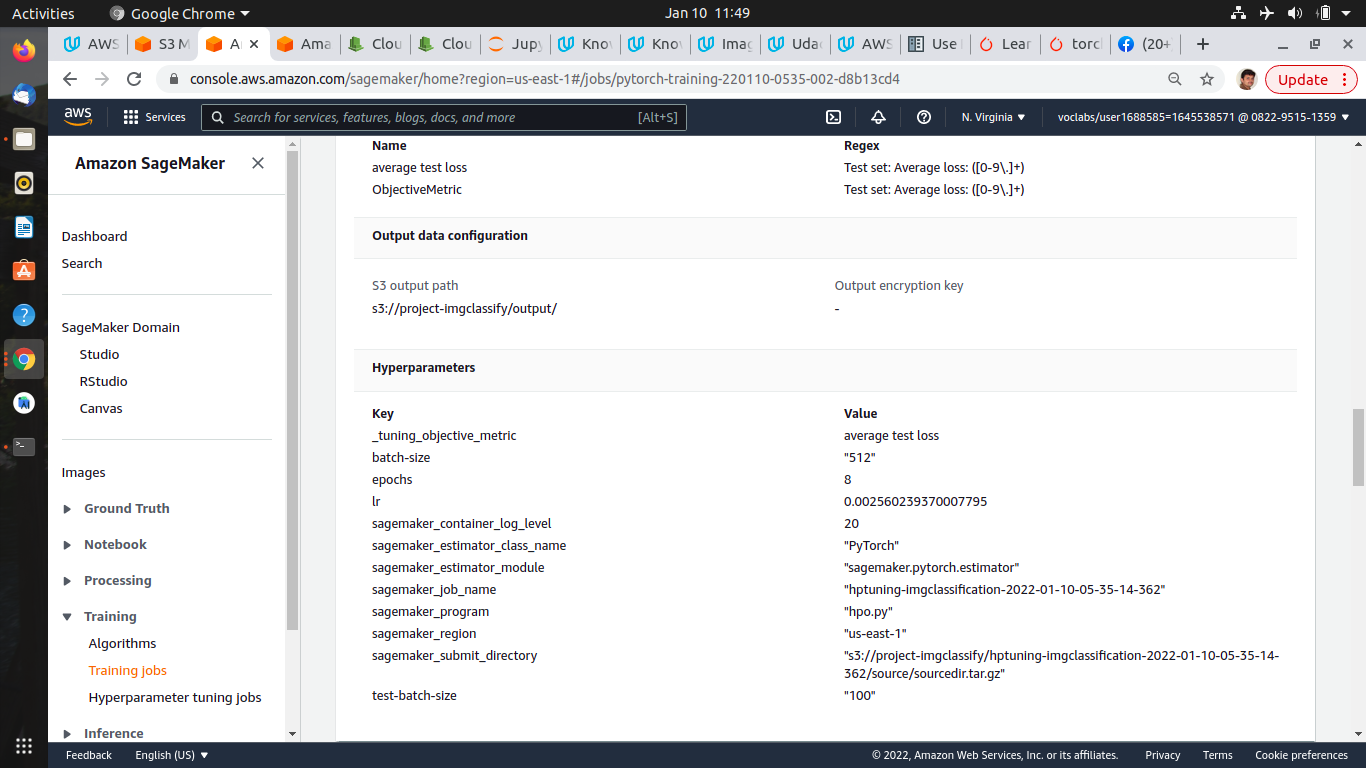 Activities
Google Chrome
Jan 10 11:49
AWS
S3 M
A
Ama
Clou
Clou
Jupy
Knov
Knov
Imag
Udac
AWS
Use
Lear
torc
(20+
Update
console.aws.amazon.com/sagemaker/home?region=us-east-1#/jobs/pytorch-training-220110-0535-002-d8b13cd4
aws
Services
Search for services, features, blogs, docs, and more
[Alt+S]
N. Virginia
voclabs/user1688585=1645538571 @ 0822-9515-1359
Amazon SageMaker
Dashboard
Search
SageMaker Domain
Studio
RStudio
Canvas
Images
Ground Truth
Notebook
Processing
Training
Algorithms
Training jobs
Hyperparameter tuning jobs
Inference
Name Regex
average test loss Test set: Average loss: ([0-9\.]+)
ObjectiveMetric Test set: Average loss: ([0-9\.]+)
Output data configuration
S3 output path Output encryption key
s3://project-imgclassify/output/ -
Hyperparameters
Key Value
_tuning_objective_metric average test loss
batch-size "512"
epochs 8
lr 0.002560239370007795
sagemaker_container_log_level 20
sagemaker_estimator_class_name "PyTorch"
sagemaker_estimator_module "sagemaker.pytorch.estimator"
sagemaker_job_name "hptuning-imgclassification-2022-01-10-05-35-14-362"
sagemaker_program "hpo.py"
sagemaker_region "us-east-1"
sagemaker_submit_directory "s3://project-imgclassify/hptuning-imgclassification-2022-01-10-05-35-14-
362/source/sourcedir.tar.gz"
test-batch-size "100"
Feedback English (US) © 2022, Amazon Web Services, Inc. or its affiliates. Privacy Terms Cookie preferences